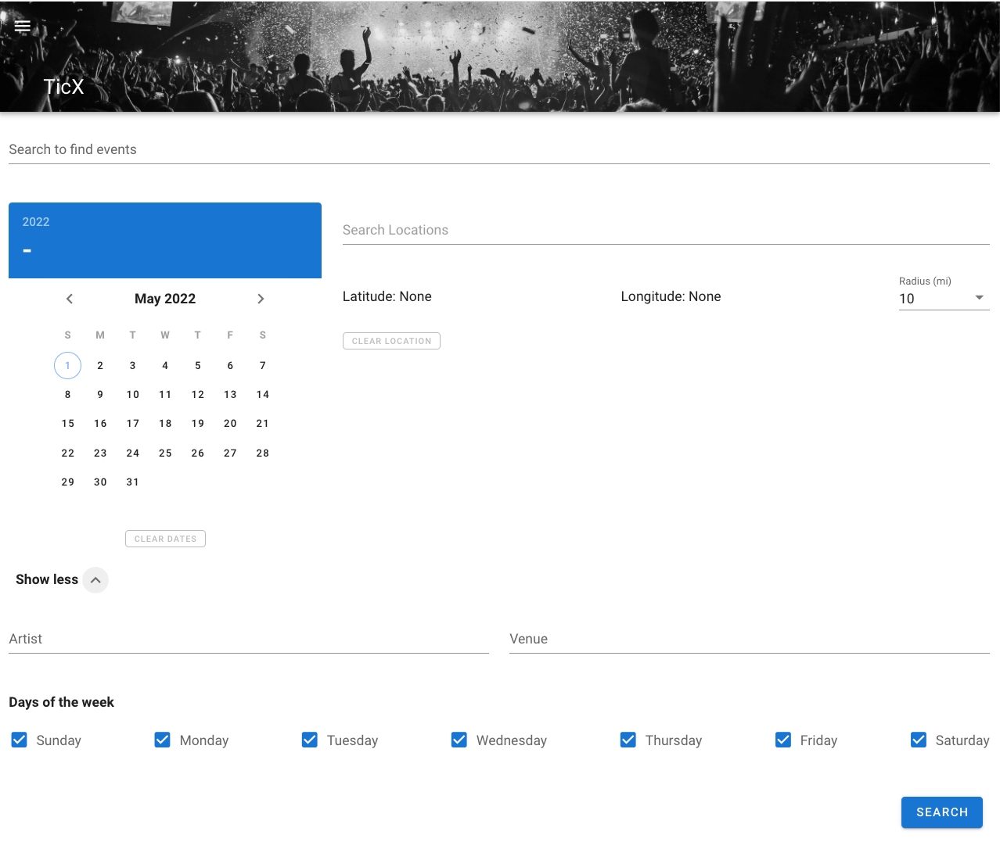 TicX
Search to find events
2022
-
Search Locations
May 2022
Latitude: None
Longitude: None
Radius (mi)
10
CLEAR LOCATION
S M T W T F S
1 2 3 4 5 6 7
8 9 10 11 12 13 14
15 16 17 18 19 20 21
22 23 24 25 26 27 28
29 30 31
CLEAR DATES
Show less
Artist
Venue
Days of the week
Sunday Monday Tuesday Wednesday Thursday Friday Saturday
SEARCH